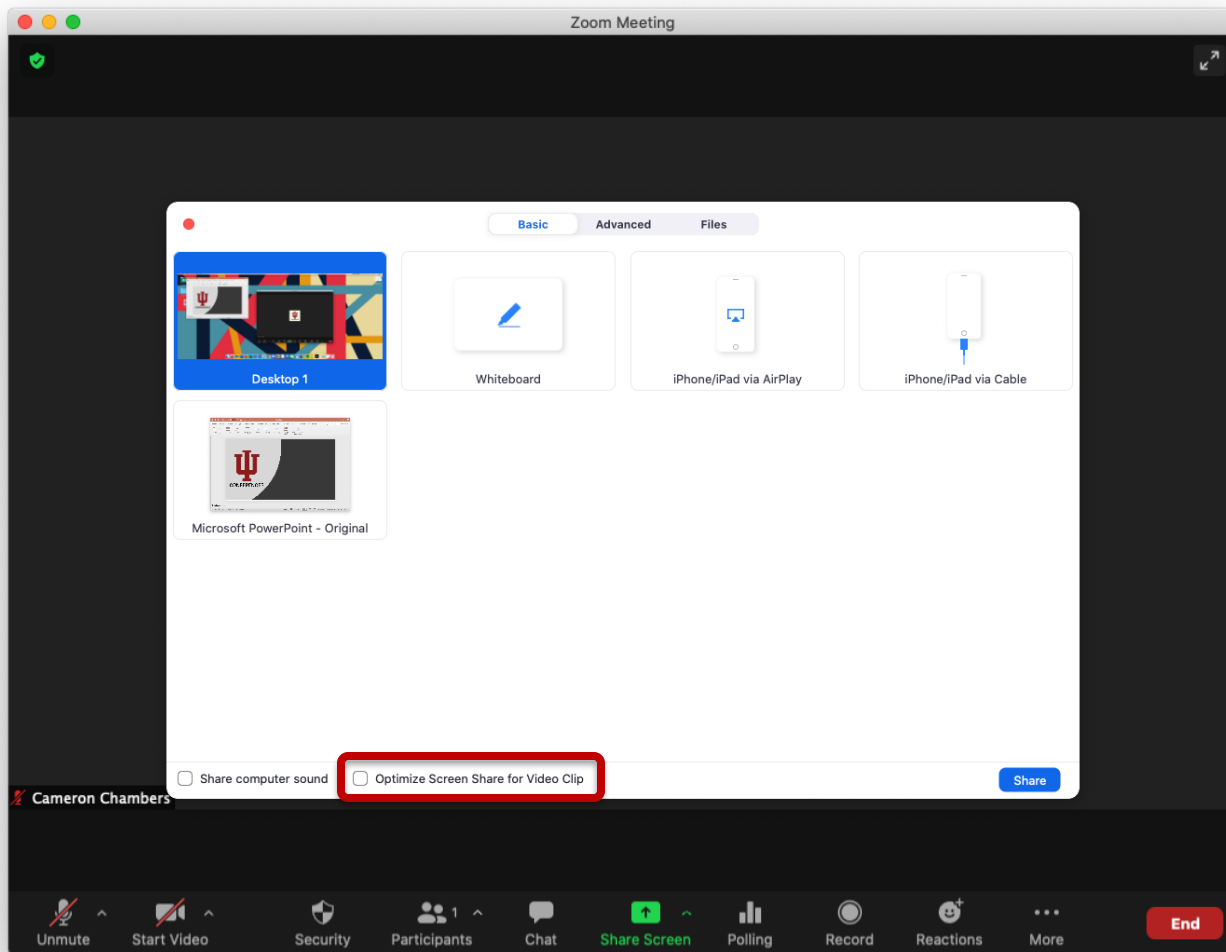 Zoom Meeting
Basic Advanced Files
Desktop 1
Whiteboard
iPhone/iPad via AirPlay
iPhone/iPad via Cable
CONFERENCES
Microsoft PowerPoint - Original
Share computer sound
Optimize Screen Share for Video Clip
Share
Cameron Chambers
Unmute
Start Video
Security
1
Participants
Chat
Share Screen
Polling
Record
Reactions
More
End